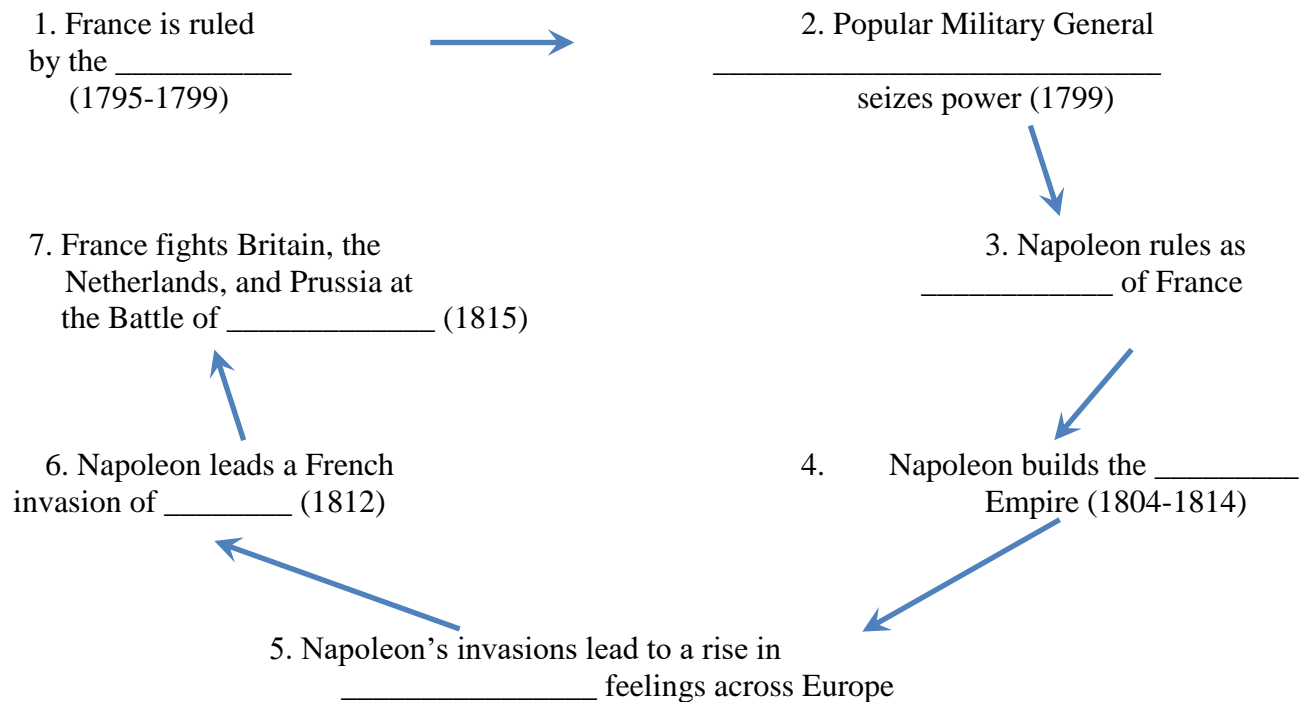 1. France is ruled
by the ___________
(1795-1799)
2. Popular Military General
____________________________
seizes power (1799)
3. Napoleon rules as
____________ of France
4. Napoleon builds the _________
Empire (1804-1814)
5. Napoleon’s invasions lead to a rise in
________________ feelings across Europe
6. Napoleon leads a French
invasion of ________ (1812)
7. France fights Britain, the
Netherlands, and Prussia at
the Battle of _____________ (1815)